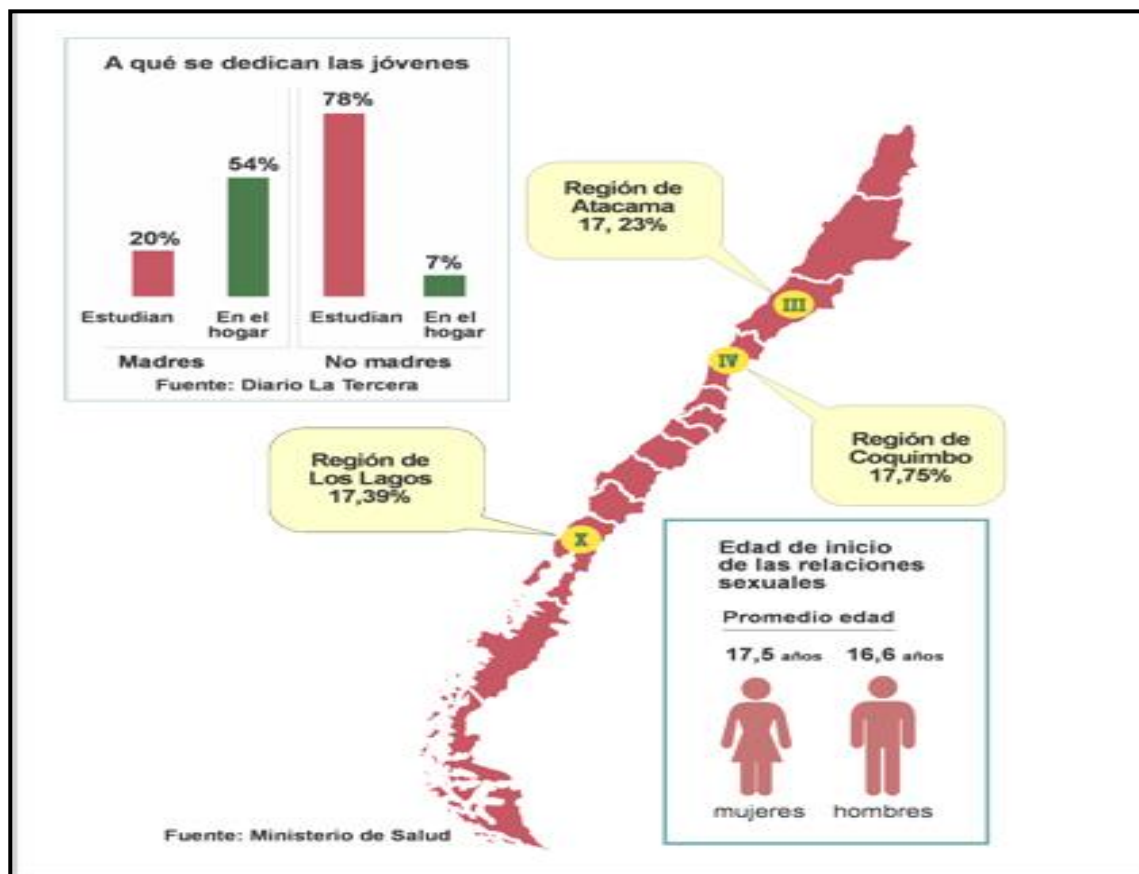 A qué se dedican las jóvenes
78%
54%
20%
7%
Estudian
En el
hogar
Estudian
En el
hogar
Madres
No madres
Fuente: Diario La Tercera
Región de
Atacama
17, 23%
III
IV
Región de
Coquimbo
17,75%
Región de
Los Lagos
17,39%
X
Edad de inicio
de las relaciones
sexuales
Promedio edad
17,5 años
16,6 años
mujeres
hombres
Fuente: Ministerio de Salud